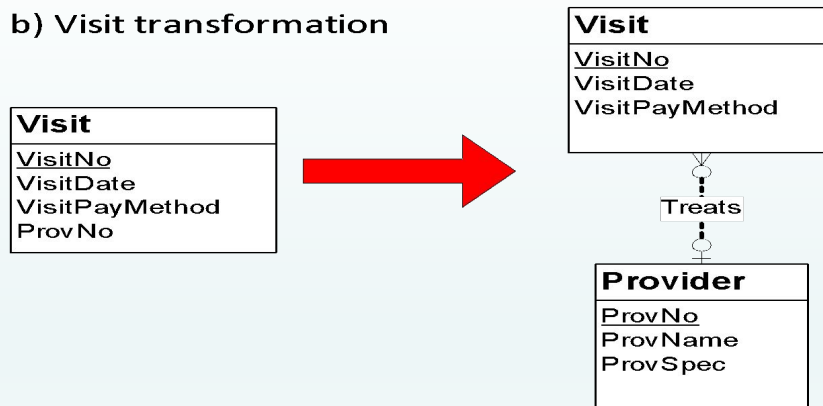 b) Visit transformation
Visit
VisitNo
VisitDate
VisitPayMethod
ProvNo
Visit
VisitNo
VisitDate
VisitPayMethod
Treats
Provider
ProvNo
ProvName
ProvSpec